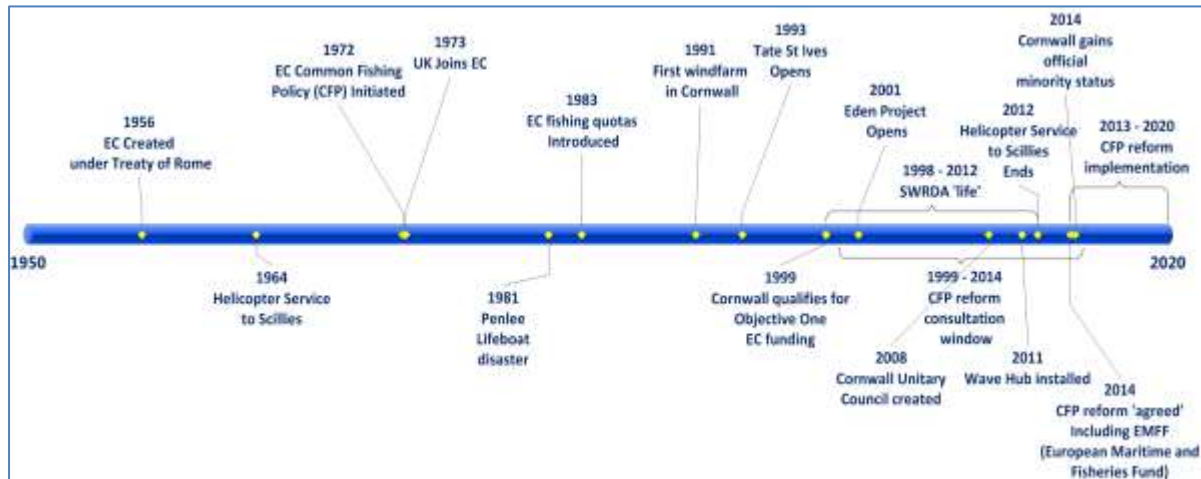 1956
EC Created
under Treaty of Rome
1972
EC Common Fishing
Policy (CFP) Initiated
1973
UK Joins EC
1983
EC fishing quotas
Introduced
1991
First windfarm
in Cornwall
1993
Tate St Ives
Opens
2001
Eden Project
Opens
1998 - 2012
SWRDA 'life'
2012
Helicopter Service
to Scillies
Ends
2014
Cornwall gains
official
minority status
2013 - 2020
CFP reform
implementation
1950
2020
1964
Helicopter Service
to Scillies
1981
Penlee
Lifeboat
disaster
1999
Cornwall qualifies for
Objective One
EC funding
1999 - 2014
CFP reform
consultation
window
2008
Cornwall Unitary
Council created
2011
Wave Hub installed
2014
CFP reform 'agreed'
Including EMFF
(European Maritime and
Fisheries Fund)